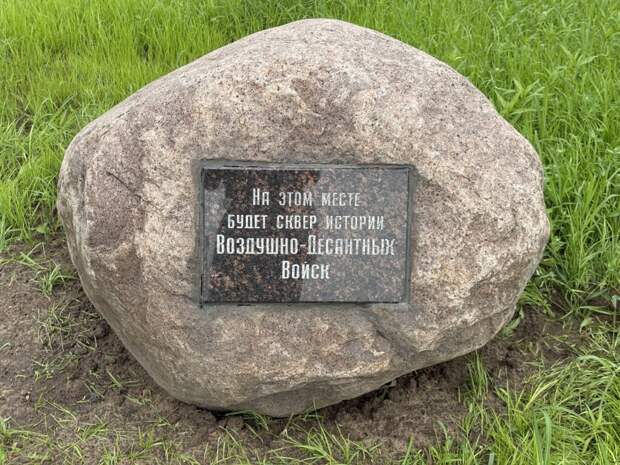 На этом месте
будет сквер истории
Воздушно-Десантных
Войск